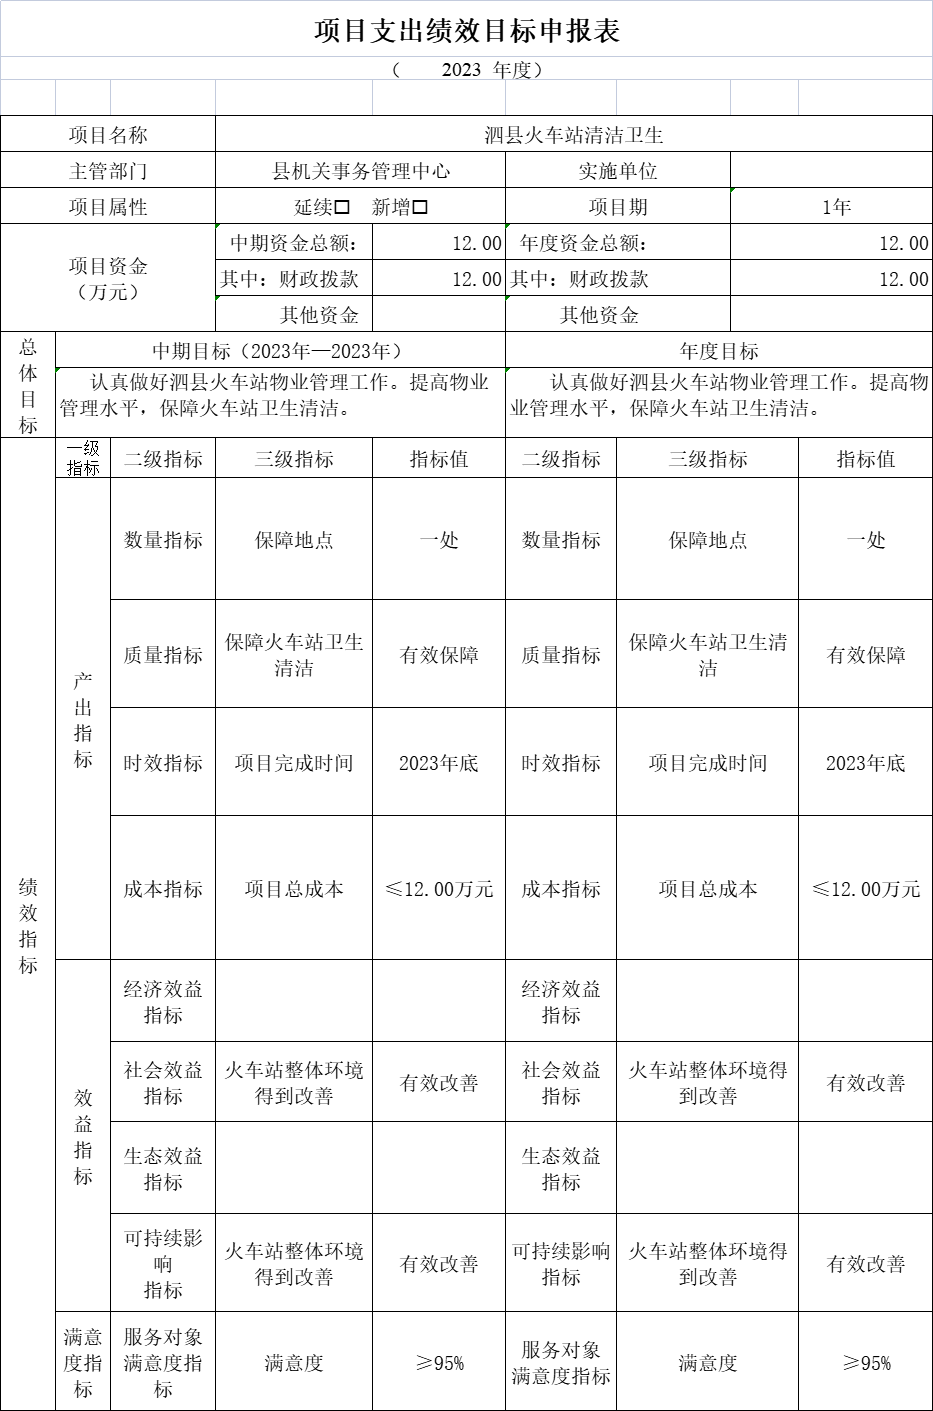 项目支出绩效目标申报表
（ 2023 年度）
项目名称 泗县火车站清洁卫生
主管部门 县机关事务管理中心 实施单位
项目属性 延续□ 新增□ 项目期 1年
项目资金
（万元）
中期资金总额： 12.00 年度资金总额： 12.00
其中：财政拨款 12.00 其中：财政拨款 12.00
其他资金 其他资金
总体目标
中期目标（2023年—2023年） 年度目标
认真做好泗县火车站物业管理工作。提高物业
管理水平，保障火车站卫生清洁。
认真做好泗县火车站物业管理工作。提高物
业管理水平，保障火车站卫生清洁。
绩效指标
一级
指标
二级指标 三级指标 指标值 二级指标 三级指标 指标值
产出指标
数量指标 保障地点 一处 数量指标 保障地点 一处
质量指标
保障火车站卫生
清洁
有效保障 质量指标
保障火车站卫生清
洁
有效保障
时效指标 项目完成时间 2023年底 时效指标 项目完成时间 2023年底
成本指标 项目总成本 ≤12.00万元 成本指标 项目总成本 ≤12.00万元
效益指标
经济效益
指标
经济效益
指标
社会效益
指标
火车站整体环境
得到改善
有效改善
社会效益
指标
火车站整体环境得
到改善
有效改善
生态效益
指标
生态效益
指标
可持续影
响
指标
火车站整体环境
得到改善
有效改善
可持续影响
指标
火车站整体环境得
到改善
有效改善
满意
度指
标
服务对象
满意度指
标
满意度 ≥95%
服务对象
满意度指标
满意度 ≥95%